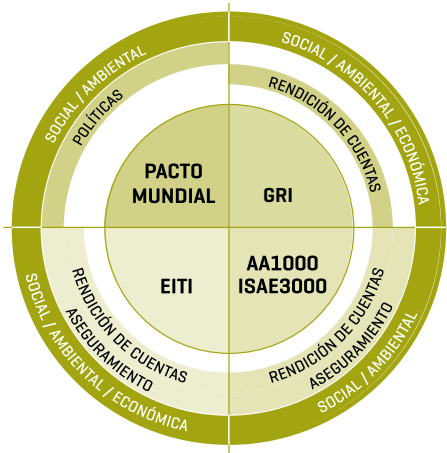 SOCIAL / AMBIENTAL
POLÍTICAS
PACTO
MUNDIAL
SOCIAL / AMBIENTAL / ECONÓMICA
RENDICIÓN DE CUENTAS
GRI
EITI
RENDICIÓN DE CUENTAS
ASEGURAMIENTO
SOCIAL / AMBIENTAL / ECONÓMICA
AA1000
ISAE3000
RENDICIÓN DE CUENTAS
ASEGURAMIENTO
SOCIAL / AMBIENTAL